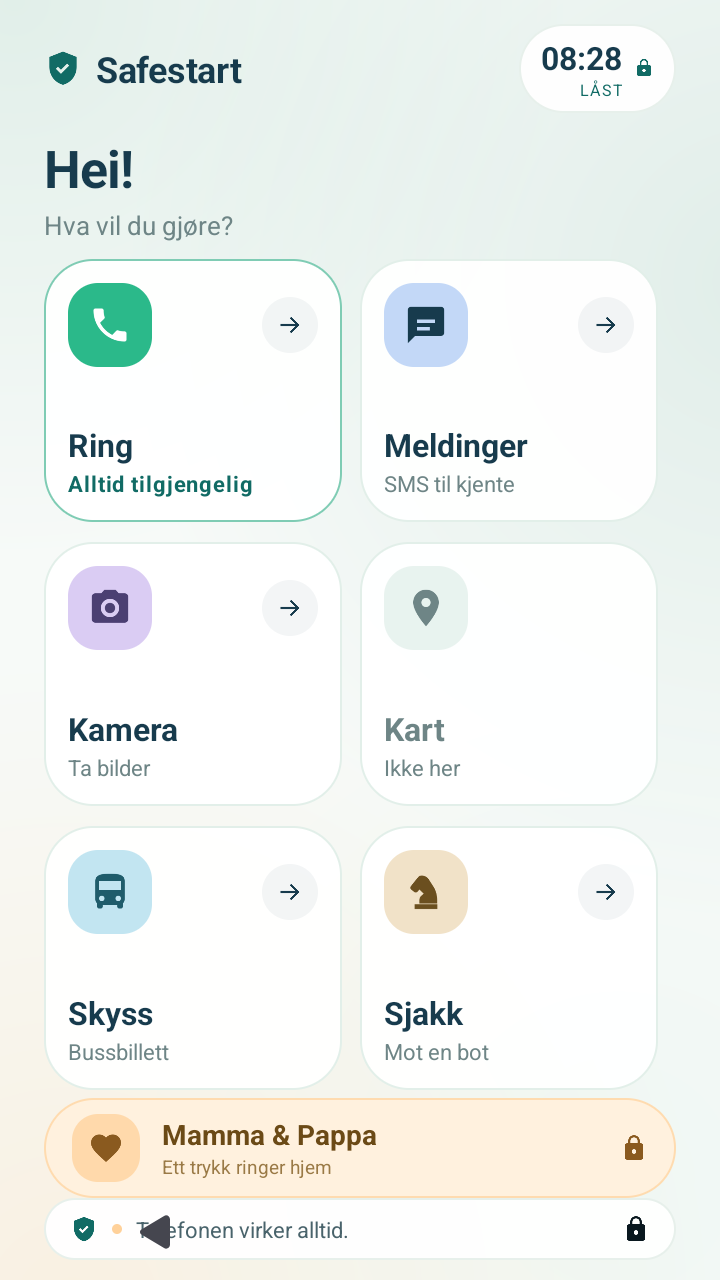 Safestart
08:28
LÅST
Hei!
Hva vil du gjøre?
Ring
Alltid tilgjengelig
Meldinger
SMS til kjente
Kamera
Ta bilder
Kart
Ikke her
Skyss
Bussbillett
Sjakk
Mot en bot
Mamma & Pappa
Ett trykk ringer hjem
Telefonen virker alltid.